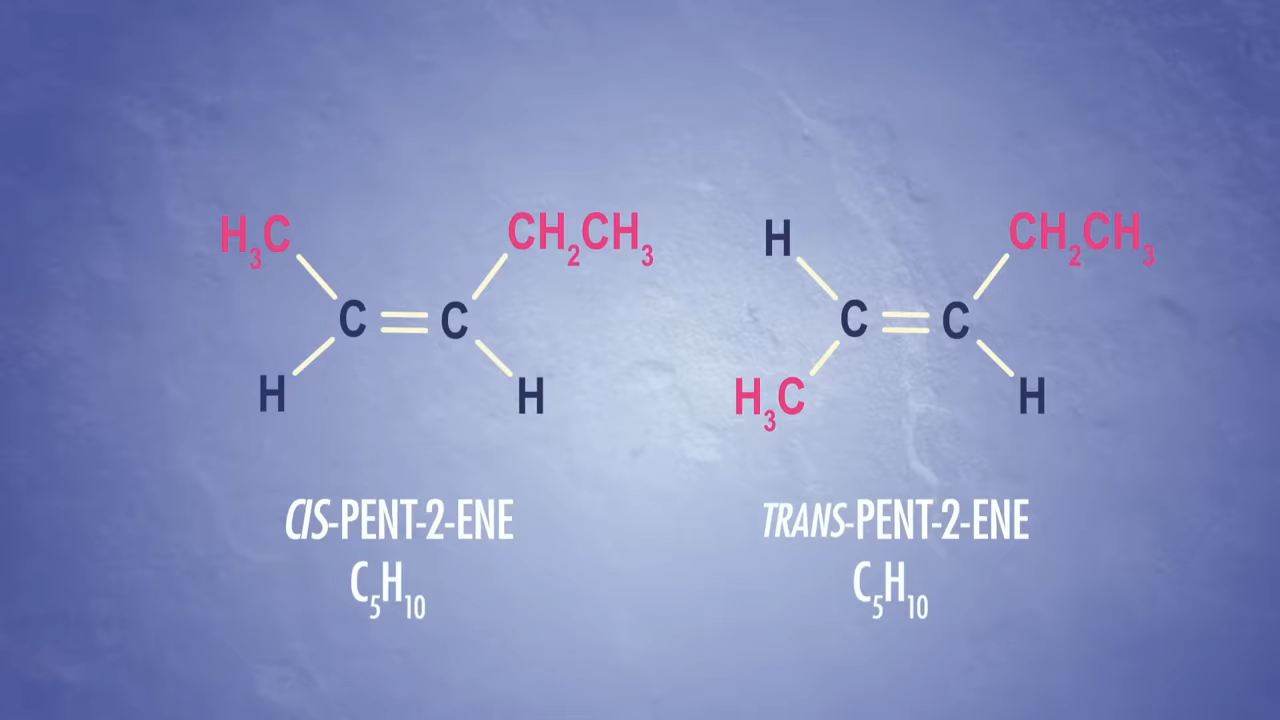 H₃C CH₂CH₃
C=C
H H
CIS-PENT-2-ENE
C₅H₁₀
H CH₂CH₃
C=C
H₃C H
TRANS-PENT-2-ENE
C₅H₁₀